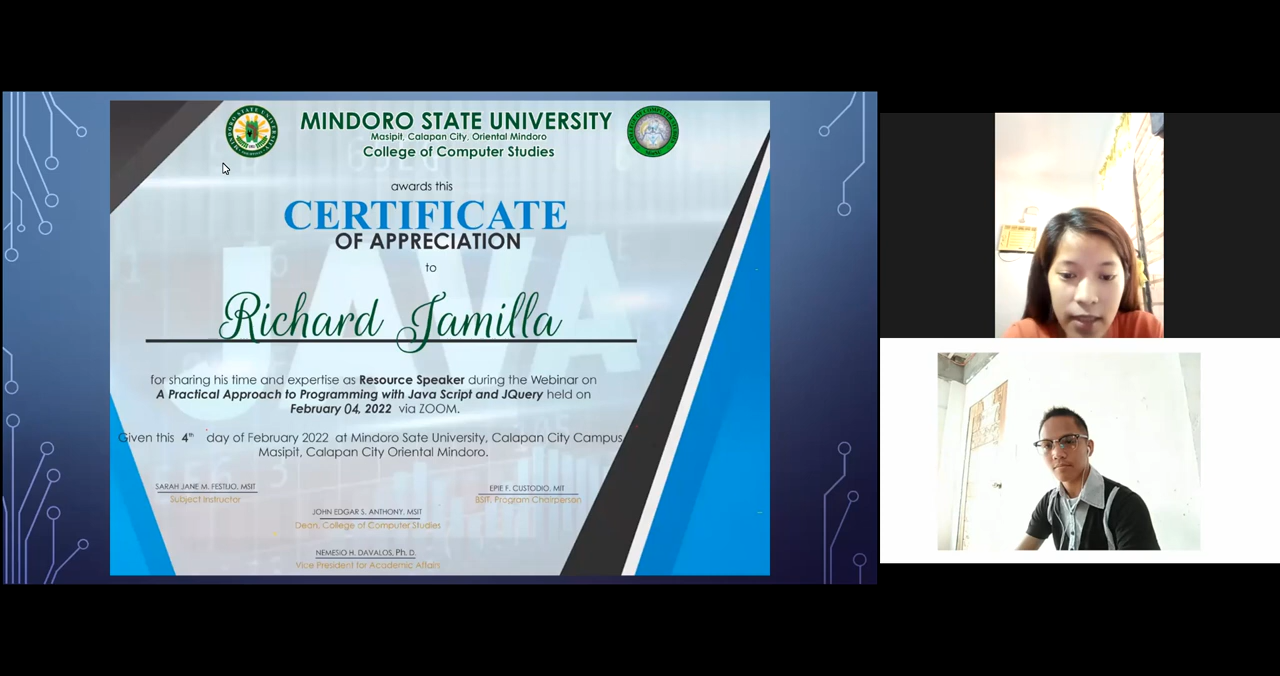 MINDORO STATE UNIVERSITY
Masipit, Calapan City, Oriental Mindoro
College of Computer Studies
awards this
CERTIFICATE
OF APPRECIATION
to
Richard Jamilla
for sharing his time and expertise as Resource Speaker during the Webinar on
A Practical Approach to Programming with Java Script and JQuery held on
February 04, 2022 via ZOOM.
Given this 4th day of February 2022 at Mindoro Sate University, Calapan City Campus
Masipit, Calapan City Oriental Mindoro.
SARAH JANE M. FESTIJO, MSIT
Subject Instructor
EPIE F. CUSTODIO, MIT
BSIT, Program Chairperson
JOHN EDGAR S. ANTHONY, MSIT
Dean, College of Computer Studies
NEMESIO H. DAVALOS, Ph. D.
Vice President for Academic Affairs
JAVA